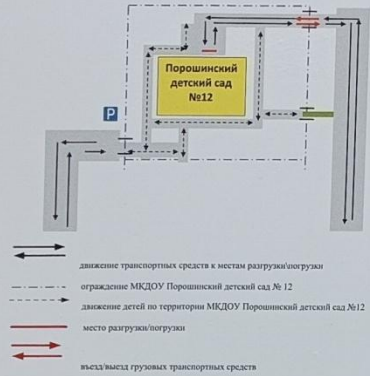 Порошинский
детский сад
№12
P
движение транспортных средств к местам разгрузки\погрузки
ограждение МКДОУ Порошинский детский сад № 12
движение детей по территории МКДОУ Порошинский детский сад №12
место разгрузки/погрузки
въезд/выезд грузовых транспортных средств